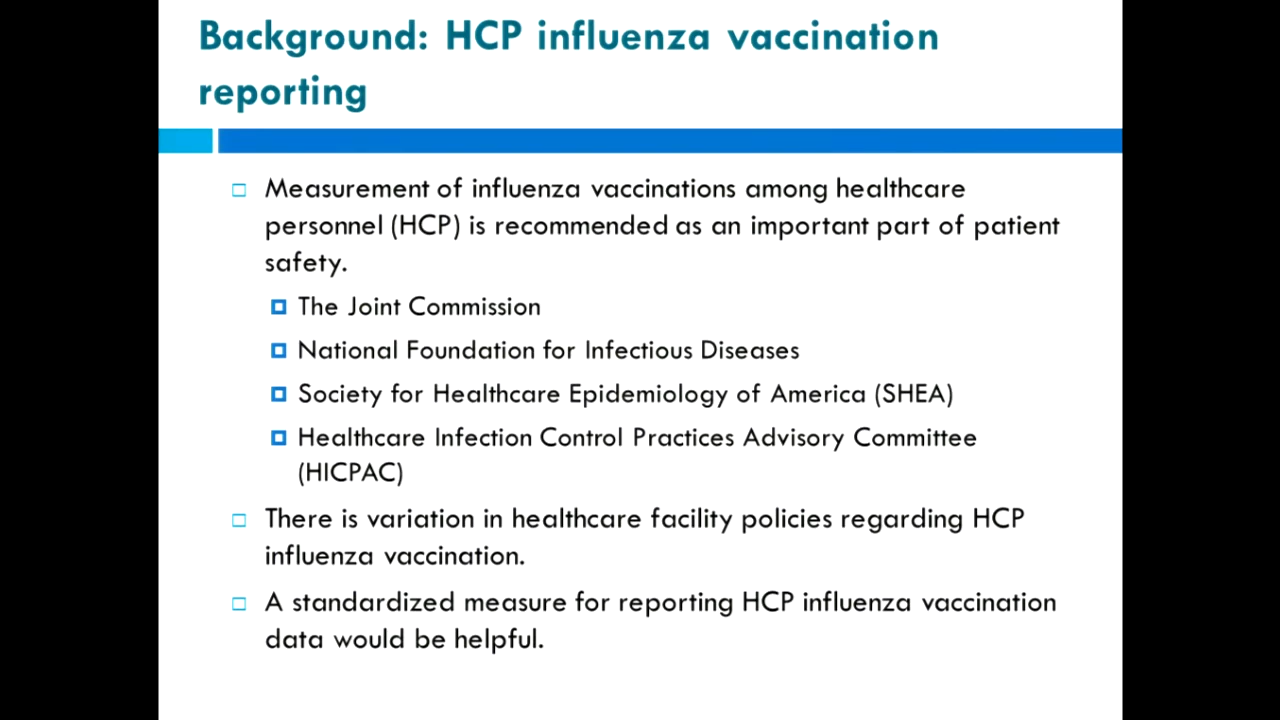 Background: HCP influenza vaccination
reporting
Measurement of influenza vaccinations among healthcare
personnel (HCP) is recommended as an important part of patient
safety.
The Joint Commission
National Foundation for Infectious Diseases
Society for Healthcare Epidemiology of America (SHEA)
Healthcare Infection Control Practices Advisory Committee
(HICPAC)
There is variation in healthcare facility policies regarding HCP
influenza vaccination.
A standardized measure for reporting HCP influenza vaccination
data would be helpful.